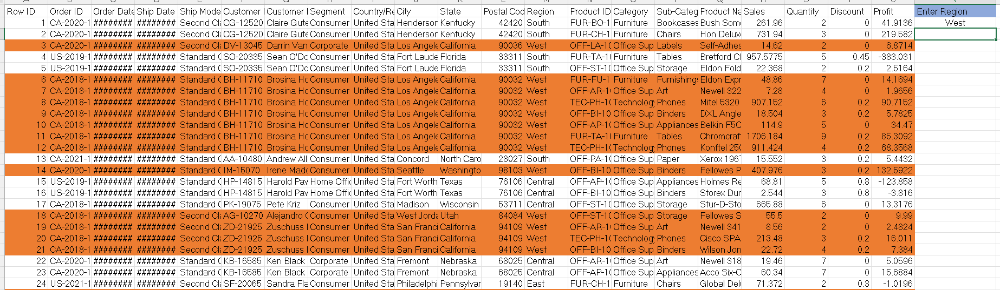 Row ID Order ID Order Date Ship Date Ship Mode Customer I Customer I Segment Country/Re City State Postal Cod Region Product ID Category Sub-Categ Product Na Sales Quantity Discount Profit Enter Region
1 CA-2020-1 ######## ######## Second Cla CG-12520 Claire Gute Consumer United Sta Henderson Kentucky 42420 South FUR-BO-1 Furniture Bookcases Bush Som 261.96 2 0 41.9136 West
2 CA-2020-1 ######## ######## Second Cla CG-12520 Claire Gute Consumer United Sta Henderson Kentucky 42420 South FUR-CH-1 Furniture Chairs Hon Delux 731.94 3 0 219.582
3 CA-2020-1 ######## ######## Second Cla DV-13045 Darrin Van Corporate United Sta Los Angele California 90036 West OFF-LA-10 Office Sup Labels Self-Adhes 14.62 2 0 6.8714
4 US-2019-1 ######## ######## Standard C SO-20335 Sean O'Do Consumer United Sta Fort Laude Florida 33311 South FUR-TA-10 Furniture Tables Bretford Cl 957.5775 5 0.45 -383.031
5 US-2019-1 ######## ######## Standard C SO-20335 Sean O'Do Consumer United Sta Fort Laude Florida 33311 South OFF-ST-10 Office Sup Storage Eldon Fold 22.368 2 0.2 2.5164
6 CA-2018-1 ######## ######## Standard C BH-11710 Brosina Ho Consumer United Sta Los Angele California 90032 West FUR-FU-1 Furniture Furnishing Eldon Expr 48.86 7 0 14.1694
7 CA-2018-1 ######## ######## Standard C BH-11710 Brosina Ho Consumer United Sta Los Angele California 90032 West OFF-AR-1 Office Sup Art Newell 322 7.28 4 0 1.9656
8 CA-2018-1 ######## ######## Standard C BH-11710 Brosina Ho Consumer United Sta Los Angele California 90032 West TEC-PH-10 Technolog Phones Mitel 5320 907.152 6 0.2 90.7152
9 CA-2018-1 ######## ######## Standard C BH-11710 Brosina Ho Consumer United Sta Los Angele California 90032 West OFF-BI-10 Office Sup Binders DXL Angle 18.504 3 0.2 5.7825
10 CA-2018-1 ######## ######## Standard C BH-11710 Brosina Ho Consumer United Sta Los Angele California 90032 West OFF-AP-10 Office Sup Appliances Belkin F5C 114.9 5 0 34.47
11 CA-2018-1 ######## ######## Standard C BH-11710 Brosina Ho Consumer United Sta Los Angele California 90032 West FUR-TA-10 Furniture Tables Chromcraf 1706.184 9 0.2 85.3092
12 CA-2018-1 ######## ######## Standard C BH-11710 Brosina Ho Consumer United Sta Los Angele California 90032 West TEC-PH-10 Technolog Phones Konftel 250 911.424 4 0.2 68.3568
13 CA-2021-1 ######## ######## Standard C AA-10480 Andrew All Consumer United Sta Concord North Caro 28027 South OFF-PA-10 Office Sup Paper Xerox 1967 15.552 3 0.2 5.4432
14 CA-2020-1 ######## ######## Standard C IM-15070 Irene Madd Consumer United Sta Seattle Washingto 98103 West OFF-BI-10 Office Sup Binders Fellowes P 407.976 3 0.2 132.5922
15 US-2019-1 ######## ######## Standard C HP-14815 Harold Pav Home Offic United Sta Fort Worth Texas 76106 Central OFF-AP-10 Office Sup Appliances Holmes Re 68.81 5 0.8 -123.858
16 US-2019-1 ######## ######## Standard C HP-14815 Harold Pav Home Offic United Sta Fort Worth Texas 76106 Central OFF-BI-10 Office Sup Binders Storex Dur 2.544 3 0.8 -3.816
17 CA-2018-1 ######## ######## Standard C PK-19075 Pete Kriz Consumer United Sta Madison Wisconsin 53711 Central OFF-ST-10 Office Sup Storage Stur-D-Sto 665.88 6 0 13.3176
18 CA-2018-1 ######## ######## Second Cla AG-10270 Alejandro C Consumer United Sta West Jorda Utah 84084 West OFF-ST-10 Office Sup Storage Fellowes S 55.5 2 0 9.99
19 CA-2018-1 ######## ######## Second Cla ZD-21925 Zuschuss I Consumer United Sta San Franci California 94109 West OFF-AR-1 Office Sup Art Newell 341 8.56 2 0 2.4824
20 CA-2018-1 ######## ######## Second Cla ZD-21925 Zuschuss I Consumer United Sta San Franci California 94109 West TEC-PH-10 Technolog Phones Cisco SPA 213.48 3 0.2 16.011
21 CA-2018-1 ######## ######## Second Cla ZD-21925 Zuschuss I Consumer United Sta San Franci California 94109 West OFF-BI-10 Office Sup Binders Wilson Jon 22.72 4 0.2 7.384
22 CA-2020-1 ######## ######## Standard C KB-16585 Ken Black Corporate United Sta Fremont Nebraska 68025 Central OFF-AR-1 Office Sup Art Newell 318 19.46 7 0 5.0596
23 CA-2020-1 ######## ######## Standard C KB-16585 Ken Black Corporate United Sta Fremont Nebraska 68025 Central OFF-AP-10 Office Sup Appliances Acco Six-C 60.34 7 0 15.6884
24 US-2021-1 ######## ######## Second Cla SF-20065 Sandra Fla Consumer United Sta Philadelphi Pennsylvar 19140 East FUR-CH-1 Furniture Chairs Global Del 71.372 2 0.3 -1.0196